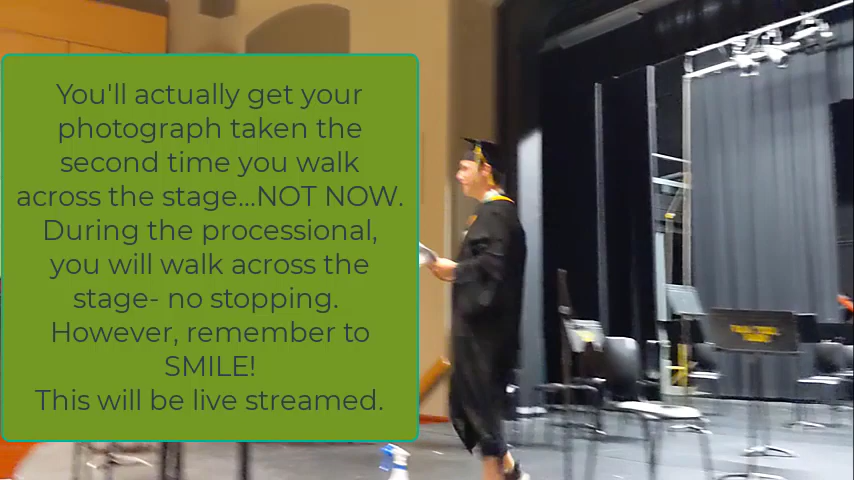 You'll actually get your
photograph taken the
second time you walk
across the stage...NOT NOW.
During the processional,
you will walk across the
stage- no stopping.
However, remember to
SMILE!
This will be live streamed.